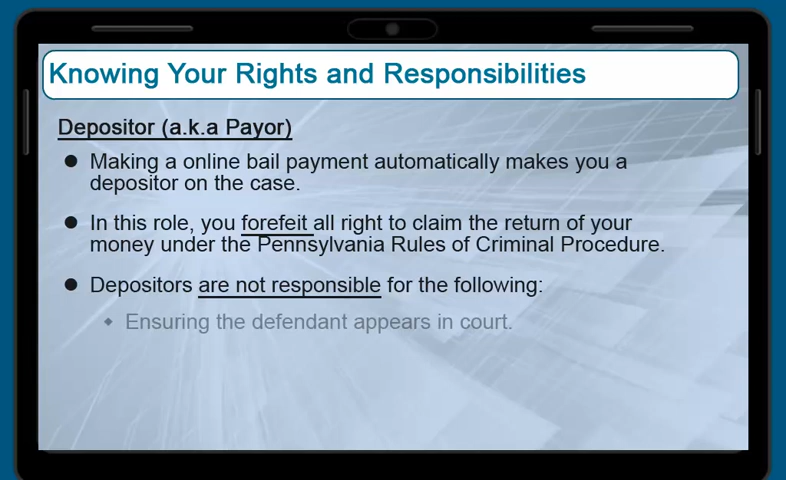 Knowing Your Rights and Responsibilities
Depositor (a.k.a Payor)
● Making a online bail payment automatically makes you a
depositor on the case.
● In this role, you forefeit all right to claim the return of your
money under the Pennsylvania Rules of Criminal Procedure.
● Depositors are not responsible for the following:
◆ Ensuring the defendant appears in court.